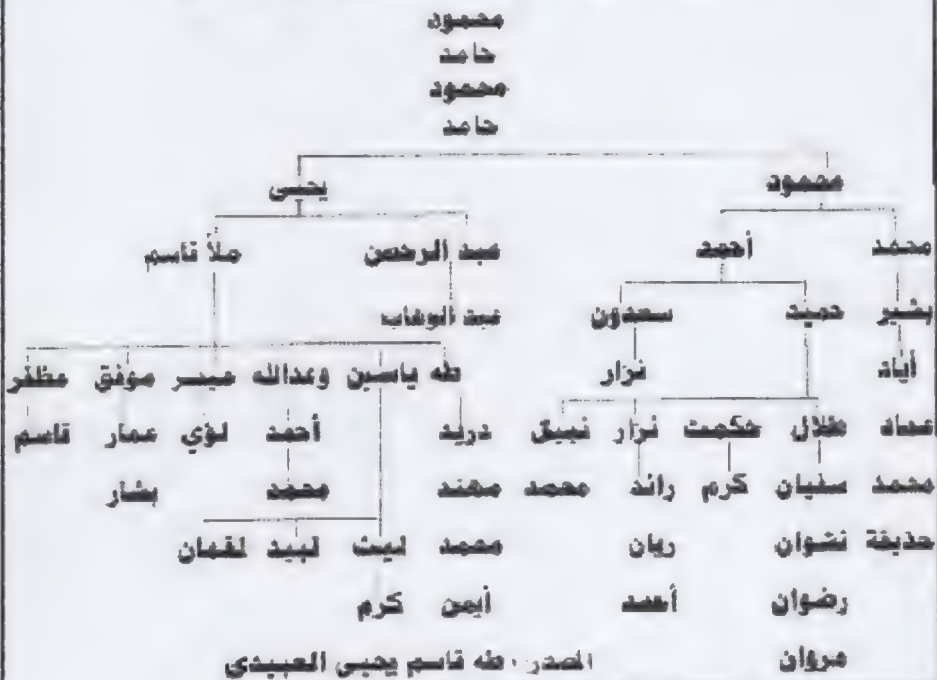 محمود
حامد
محمود
حامد
محمود يحيى
محمد أحمد عبد الرحمن ملا قاسم
بشير حميد سعدون عبد الوهاب
أياد نزار طه ياسين وعدالله ميسر موفق مظفر
عماد طلال حكمت نزار نبيل دريد أحمد لؤي عمار قاسم
محمد سفيان كرم رائد محمد مهند محمد بشار
حذيفة نشوان ريان محمد ليث لبيد لقمان
رضوان أحمد أيمن كرم
مروان المصدر : طه قاسم يحيى العبيدي